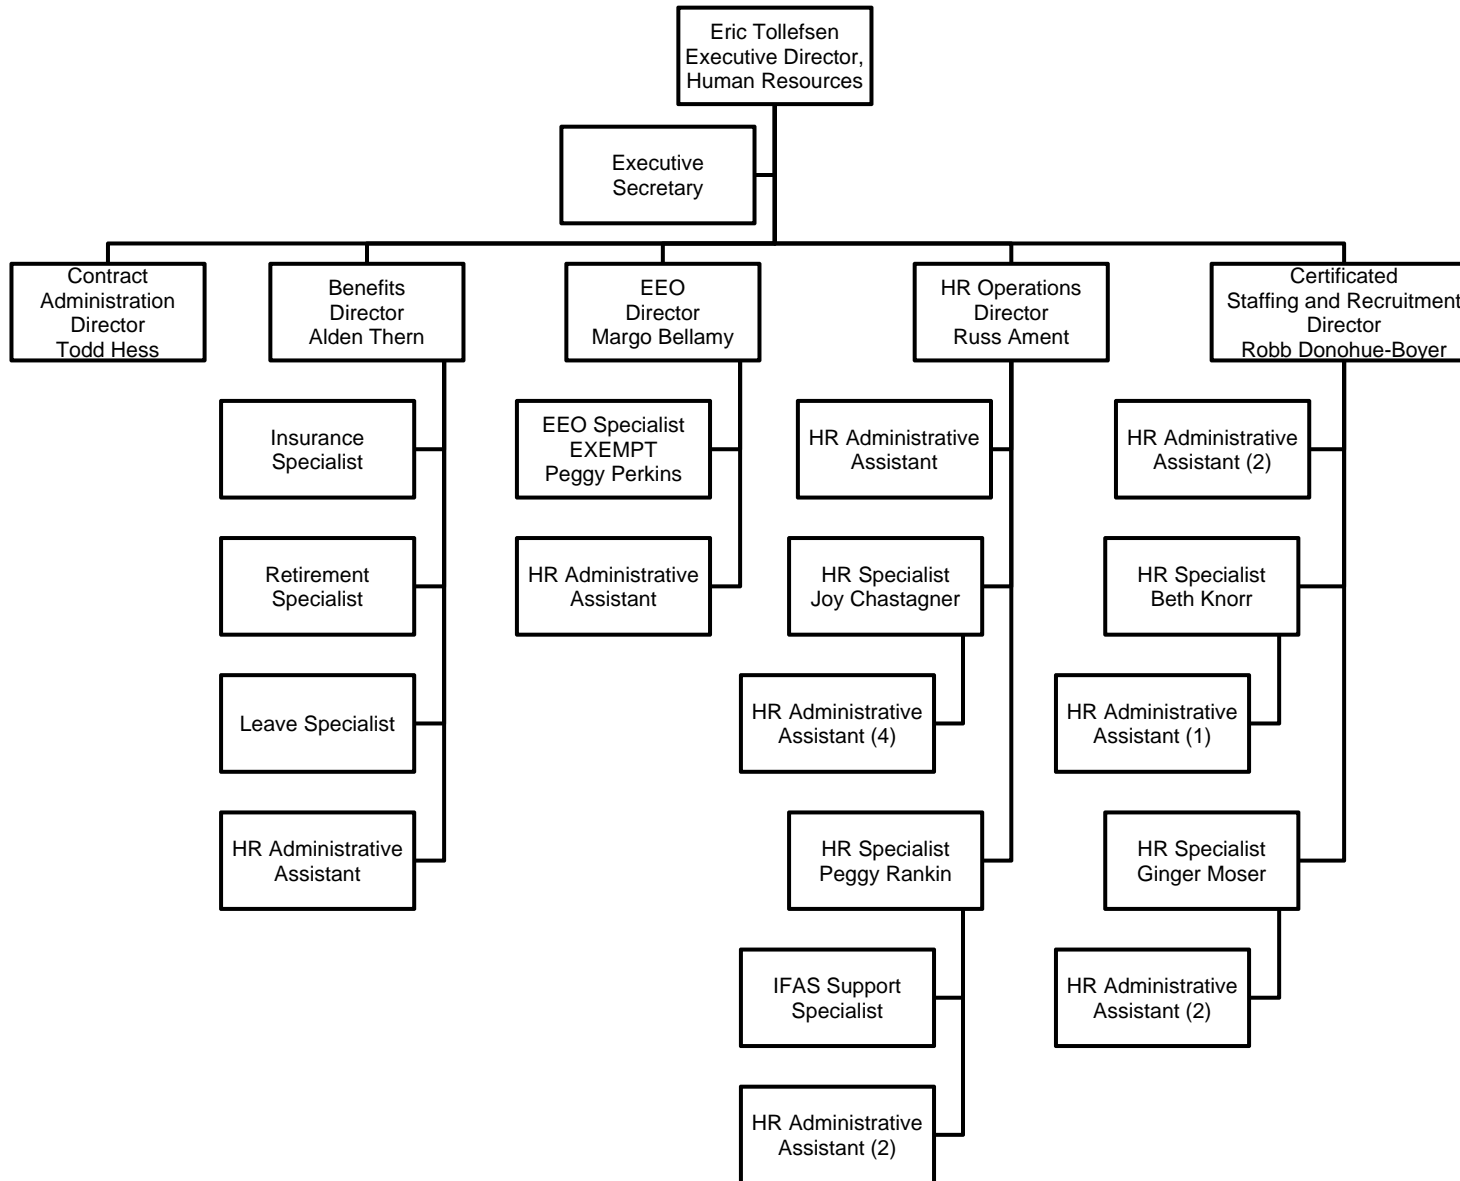 Eric Tollefsen
Executive Director,
Human Resources
Executive
Secretary
Contract
Administration
Director
Todd Hess
Benefits
Director
Alden Thern
EEO
Director
Margo Bellamy
HR Operations
Director
Russ Ament
Certificated
Staffing and Recruitment
Director
Robb Donohue-Boyer
Insurance
Specialist
EEO Specialist
EXEMPT
Peggy Perkins
HR Administrative
Assistant
HR Administrative
Assistant (2)
Retirement
Specialist
HR Administrative
Assistant
HR Specialist
Joy Chastagner
HR Specialist
Beth Knorr
Leave Specialist
HR Administrative
Assistant (4)
HR Administrative
Assistant (1)
HR Administrative
Assistant
HR Specialist
Peggy Rankin
HR Specialist
Ginger Moser
IFAS Support
Specialist
HR Administrative
Assistant (2)
HR Administrative
Assistant (2)